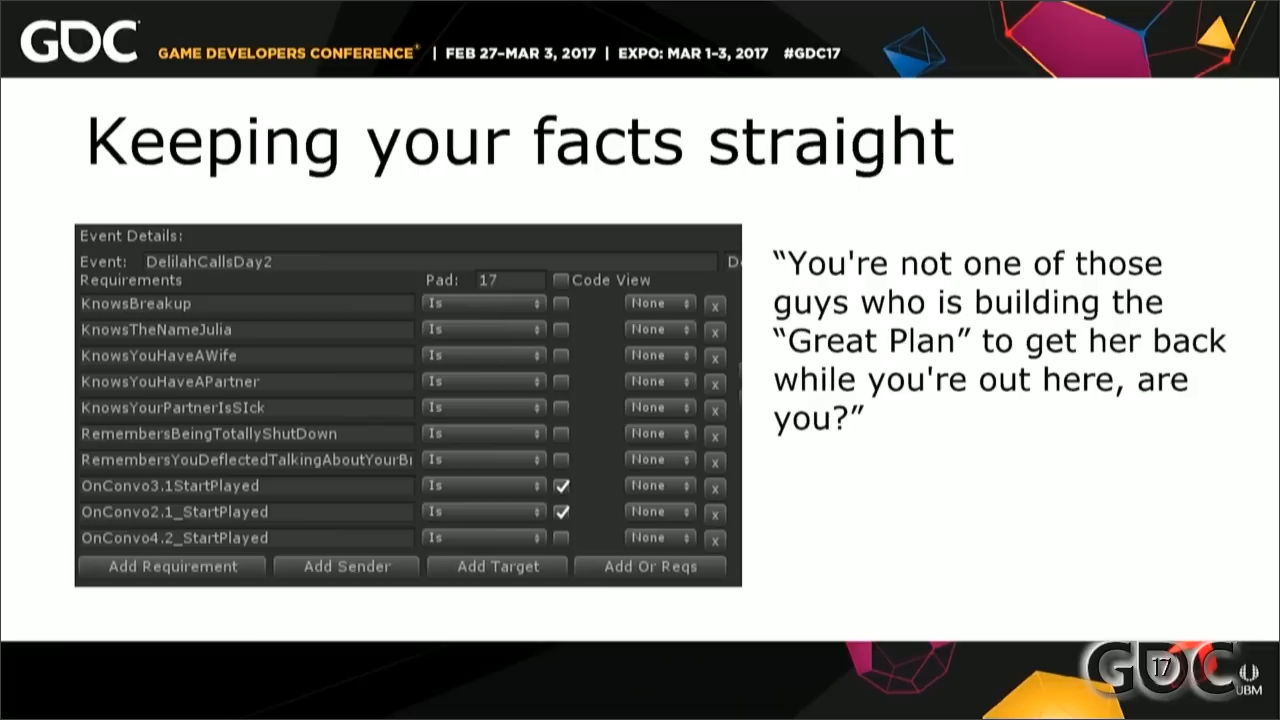 GDC
GAME DEVELOPERS CONFERENCE® | FEB 27–MAR 3, 2017 | EXPO: MAR 1–3, 2017 #GDC17
Keeping your facts straight
Event Details:
Event: DelilahCallsDay2
Requirements Pad: 17 Code View
KnowsBreakup Is None x
KnowsTheNameJulia Is None x
KnowsYouHaveAWife Is None x
KnowsYouHaveAPartner Is None x
KnowsYourPartnerIsSIck Is None x
RemembersBeingTotallyShutDown Is None x
RemembersYouDeflectedTalkingAboutYourBr Is None x
OnConvo3.1StartPlayed Is None x
OnConvo2.1_StartPlayed Is None x
OnConvo4.2_StartPlayed Is None x
Add Requirement Add Sender Add Target Add Or Reqs
“You're not one of those
guys who is building the
“Great Plan” to get her back
while you're out here, are
you?”
GDC 17
UBM